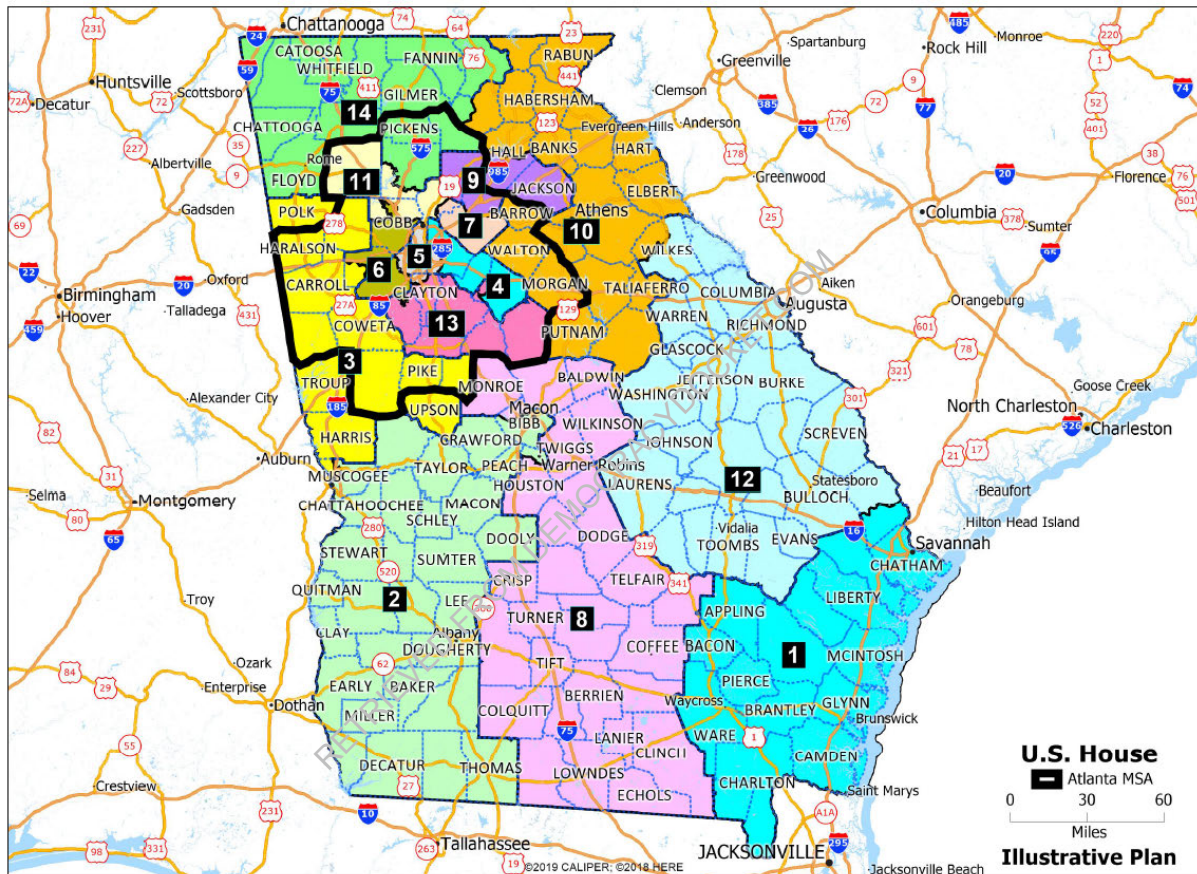 Chattanooga
Huntsville
Scottsboro
Decatur
Albertville
Gadsden
Oxford
Birmingham
Hoover
Talladega
Alexander City
Auburn
Selma
Montgomery
Troy
Ozark
Enterprise
Dothan
Crestview
Tallahassee
Spartanburg
Rock Hill
Monroe
Greenville
Clemson
Anderson
Evergreen Hills
Greenwood
Florence
Columbia
Sumter
Aiken
Orangeburg
Goose Creek
North Charleston
Charleston
Beaufort
Hilton Head Island
Savannah
Brunswick
Saint Marys
JACKSONVILLE
Jacksonville Beach
CATOOSA
WHITFIELD
FANNIN
RABUN
GILMER
HABERSHAM
CHATTOOGA
PICKENS
14
Rome
HALL
BANKS
HART
FLOYD
11
9
JACKSON
ELBERT
POLK
COBB
7
BARROW
Athens
10
HARALSON
6
5
WALTON
WILKES
CARROLL
CLAYTON
4
MORGAN
TALIAFERRO
COLUMBIA
Augusta
COWETA
13
WARREN
RICHMOND
PUTNAM
GLASCOCK
3
PIKE
TROUP
MONROE
BALDWIN
JEFFERSON
BURKE
WASHINGTON
UPSON
Macon
BIBB
WILKINSON
HARRIS
CRAWFORD
TWIGGS
JOHNSON
SCREVEN
MUSCOGEE
TAYLOR
PEACH
Warner Robins
HOUSTON
LAURENS
12
Statesboro
BULLOCH
CHATTAHOOCHEE
MACON
SCHLEY
DOOLY
DODGE
Vidalia
TOOMBS
EVANS
STEWART
SUMTER
CHATHAM
QUITMAN
2
LEE
CRISP
TELFAIR
LIBERTY
TURNER
8
APPLING
CLAY
Albany
DOUGHERTY
COFFEE
BACON
1
MCINTOSH
TIFT
EARLY
BAKER
PIERCE
BERRIEN
GLYNN
MILLER
COLQUITT
Waycross
BRANTLEY
LANIER
WARE
CLINCH
CAMDEN
DECATUR
THOMAS
LOWNDES
CHARLTON
ECHOLS
RETRIEVED FROM DEMOCRACYDOCKET.COM
U.S. House
Atlanta MSA
0 30 60
Miles
Illustrative Plan
©2019 CALIPER; ©2018 HERE